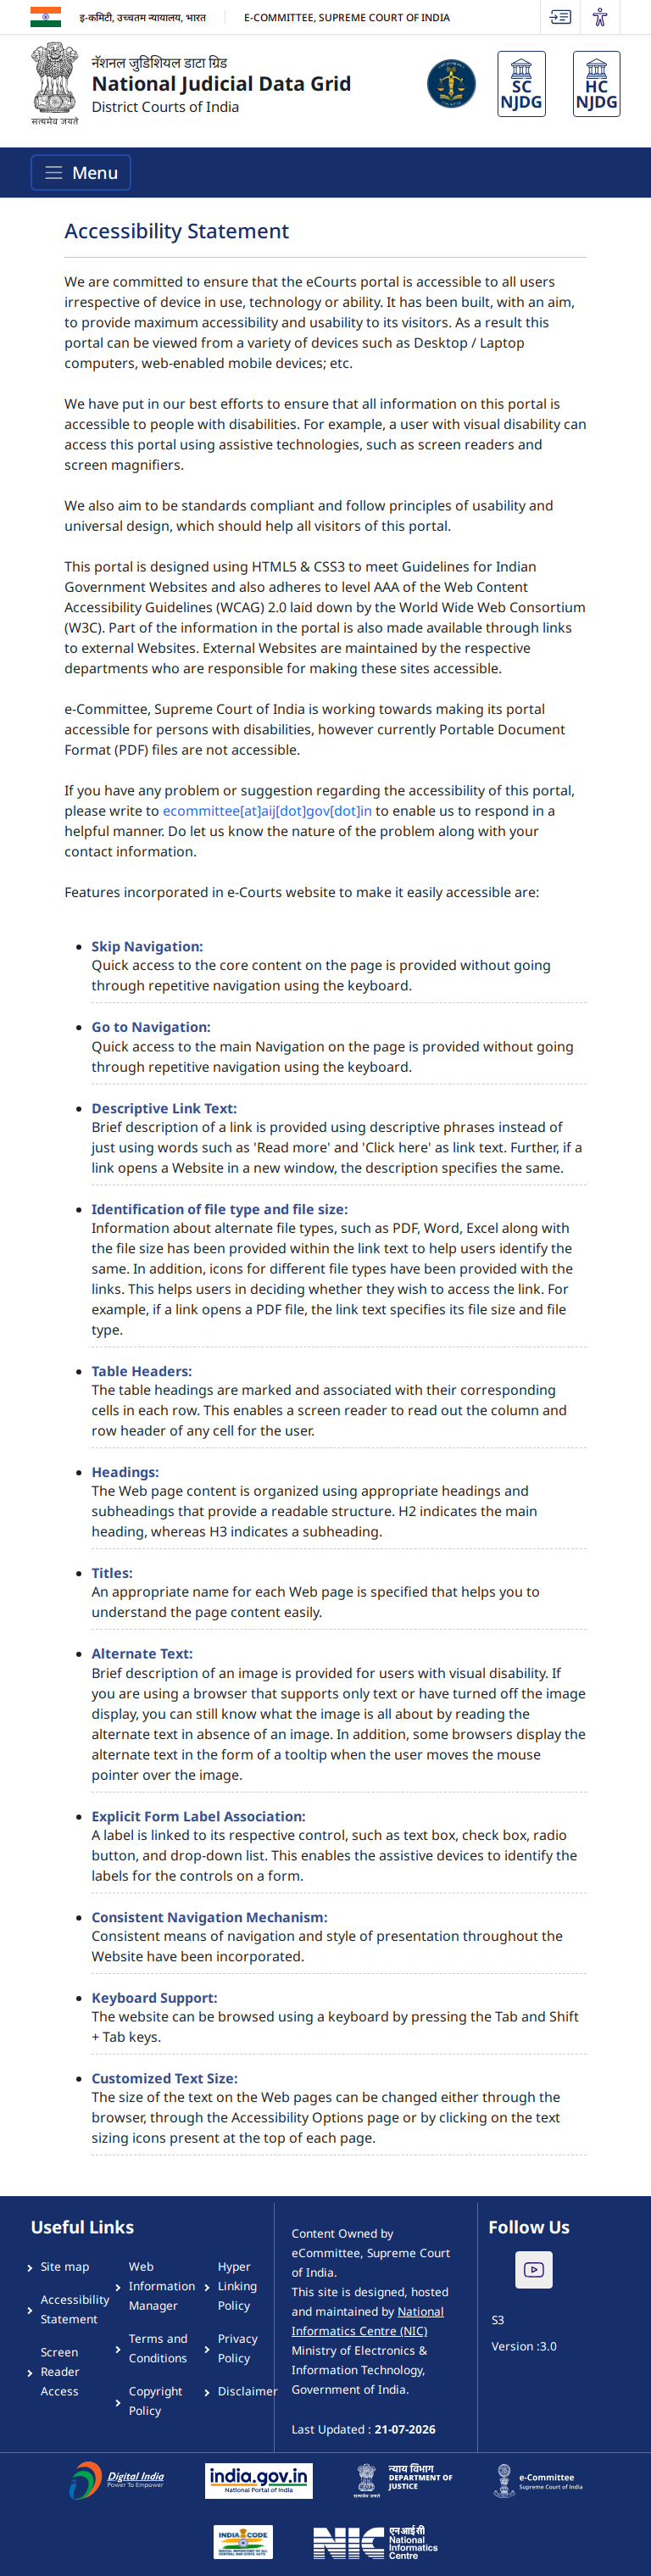 इ-कमिटी, उच्चतम न्यायालय, भारत
E-COMMITTEE, SUPREME COURT OF INDIA
नॅशनल जुडिशियल डाटा ग्रिड
National Judicial Data Grid
District Courts of India
सत्यमेव जयते
SC
NJDG
HC
NJDG
Menu
Accessibility Statement
We are committed to ensure that the eCourts portal is accessible to all users
irrespective of device in use, technology or ability. It has been built, with an aim,
to provide maximum accessibility and usability to its visitors. As a result this
portal can be viewed from a variety of devices such as Desktop / Laptop
computers, web-enabled mobile devices; etc.
We have put in our best efforts to ensure that all information on this portal is
accessible to people with disabilities. For example, a user with visual disability can
access this portal using assistive technologies, such as screen readers and
screen magnifiers.
We also aim to be standards compliant and follow principles of usability and
universal design, which should help all visitors of this portal.
This portal is designed using HTML5 & CSS3 to meet Guidelines for Indian
Government Websites and also adheres to level AAA of the Web Content
Accessibility Guidelines (WCAG) 2.0 laid down by the World Wide Web Consortium
(W3C). Part of the information in the portal is also made available through links
to external Websites. External Websites are maintained by the respective
departments who are responsible for making these sites accessible.
e-Committee, Supreme Court of India is working towards making its portal
accessible for persons with disabilities, however currently Portable Document
Format (PDF) files are not accessible.
If you have any problem or suggestion regarding the accessibility of this portal,
please write to ecommittee[at]aij[dot]gov[dot]in to enable us to respond in a
helpful manner. Do let us know the nature of the problem along with your
contact information.
Features incorporated in e-Courts website to make it easily accessible are:
Skip Navigation:
Quick access to the core content on the page is provided without going
through repetitive navigation using the keyboard.
Go to Navigation:
Quick access to the main Navigation on the page is provided without going
through repetitive navigation using the keyboard.
Descriptive Link Text:
Brief description of a link is provided using descriptive phrases instead of
just using words such as 'Read more' and 'Click here' as link text. Further, if a
link opens a Website in a new window, the description specifies the same.
Identification of file type and file size:
Information about alternate file types, such as PDF, Word, Excel along with
the file size has been provided within the link text to help users identify the
same. In addition, icons for different file types have been provided with the
links. This helps users in deciding whether they wish to access the link. For
example, if a link opens a PDF file, the link text specifies its file size and file
type.
Table Headers:
The table headings are marked and associated with their corresponding
cells in each row. This enables a screen reader to read out the column and
row header of any cell for the user.
Headings:
The Web page content is organized using appropriate headings and
subheadings that provide a readable structure. H2 indicates the main
heading, whereas H3 indicates a subheading.
Titles:
An appropriate name for each Web page is specified that helps you to
understand the page content easily.
Alternate Text:
Brief description of an image is provided for users with visual disability. If
you are using a browser that supports only text or have turned off the image
display, you can still know what the image is all about by reading the
alternate text in absence of an image. In addition, some browsers display the
alternate text in the form of a tooltip when the user moves the mouse
pointer over the image.
Explicit Form Label Association:
A label is linked to its respective control, such as text box, check box, radio
button, and drop-down list. This enables the assistive devices to identify the
labels for the controls on a form.
Consistent Navigation Mechanism:
Consistent means of navigation and style of presentation throughout the
Website have been incorporated.
Keyboard Support:
The website can be browsed using a keyboard by pressing the Tab and Shift
+ Tab keys.
Customized Text Size:
The size of the text on the Web pages can be changed either through the
browser, through the Accessibility Options page or by clicking on the text
sizing icons present at the top of each page.
Useful Links
Site map
Accessibility
Statement
Screen
Reader
Access
Web
Information
Manager
Terms and
Conditions
Copyright
Policy
Hyper
Linking
Policy
Privacy
Policy
Disclaimer
Content Owned by
eCommittee, Supreme Court
of India.
This site is designed, hosted
and maintained by National
Informatics Centre (NIC)
Ministry of Electronics &
Information Technology,
Government of India.
Last Updated : 21-07-2026
Follow Us
S3
Version :3.0
Digital India
Power To Empower
india.gov.in
National Portal of India
सत्यमेव जयते
न्याय विभाग
DEPARTMENT OF
JUSTICE
e-Committee
Supreme Court of India
INDIA CODE
NIC
एनआईसी
National
Informatics
Centre